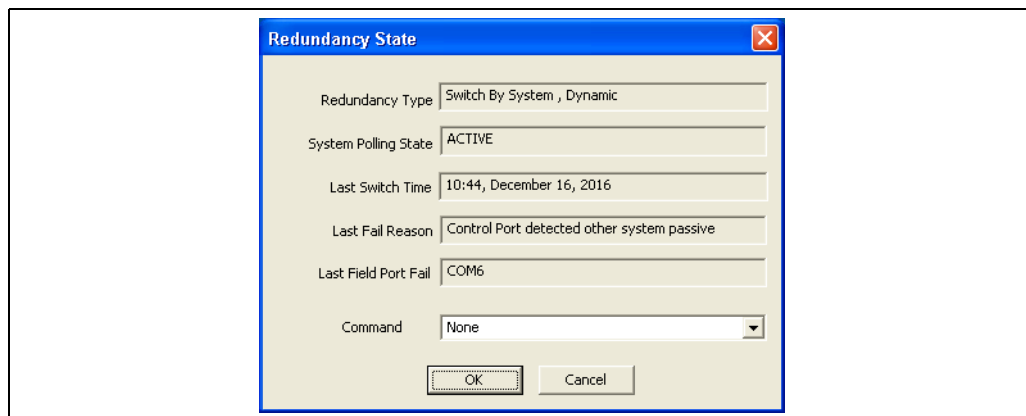 Redundancy State
Redundancy Type Switch By System , Dynamic
System Polling State ACTIVE
Last Switch Time 10:44, December 16, 2016
Last Fail Reason Control Port detected other system passive
Last Field Port Fail COM6
Command None
OK Cancel